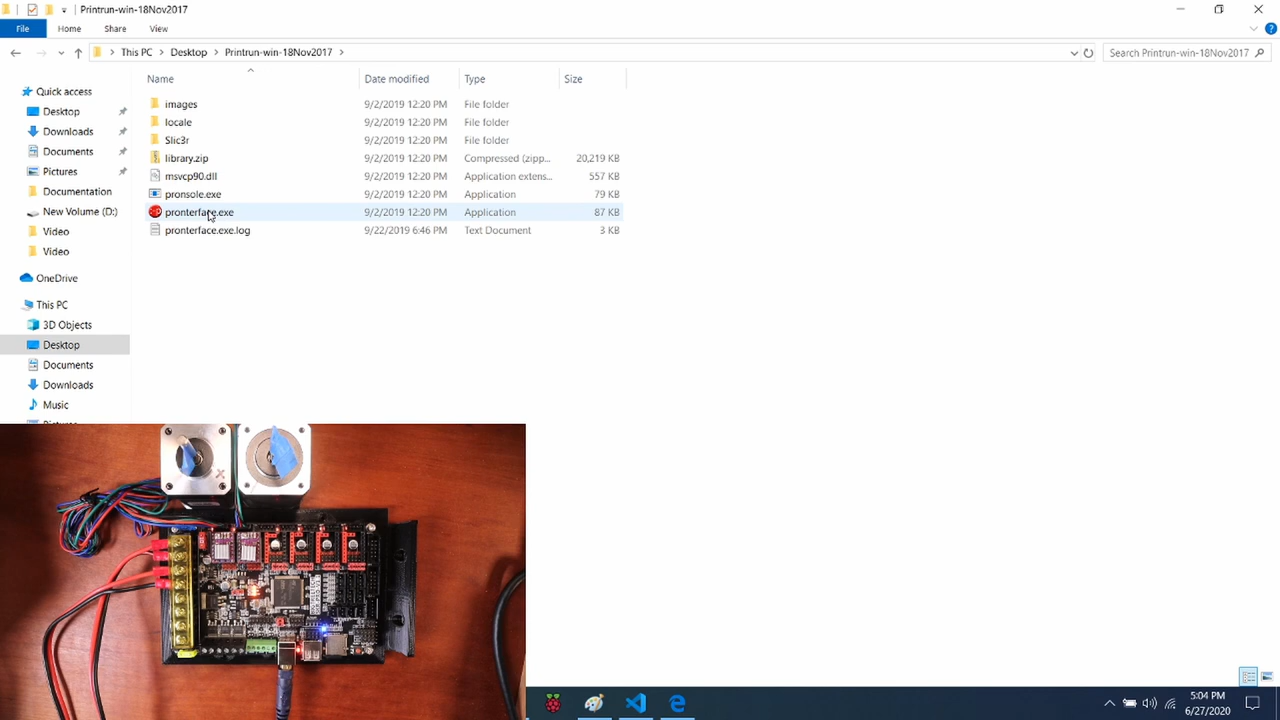 Printrun-win-18Nov2017
File Home Share View
This PC Desktop Printrun-win-18Nov2017
Search Printrun-win-18Nov2017
Name Date modified Type Size
images 9/2/2019 12:20 PM File folder
locale 9/2/2019 12:20 PM File folder
Slic3r 9/2/2019 12:20 PM File folder
library.zip 9/2/2019 12:20 PM Compressed (zipp... 20,219 KB
msvcp90.dll 9/2/2019 12:20 PM Application extens... 557 KB
pronsole.exe 9/2/2019 12:20 PM Application 79 KB
pronterface.exe 9/2/2019 12:20 PM Application 87 KB
pronterface.exe.log 9/22/2019 6:46 PM Text Document 3 KB
Quick access
Desktop
Downloads
Documents
Pictures
Documentation
New Volume (D:)
Video
Video
OneDrive
This PC
3D Objects
Desktop
Documents
Downloads
Music
5:04 PM
6/27/2020